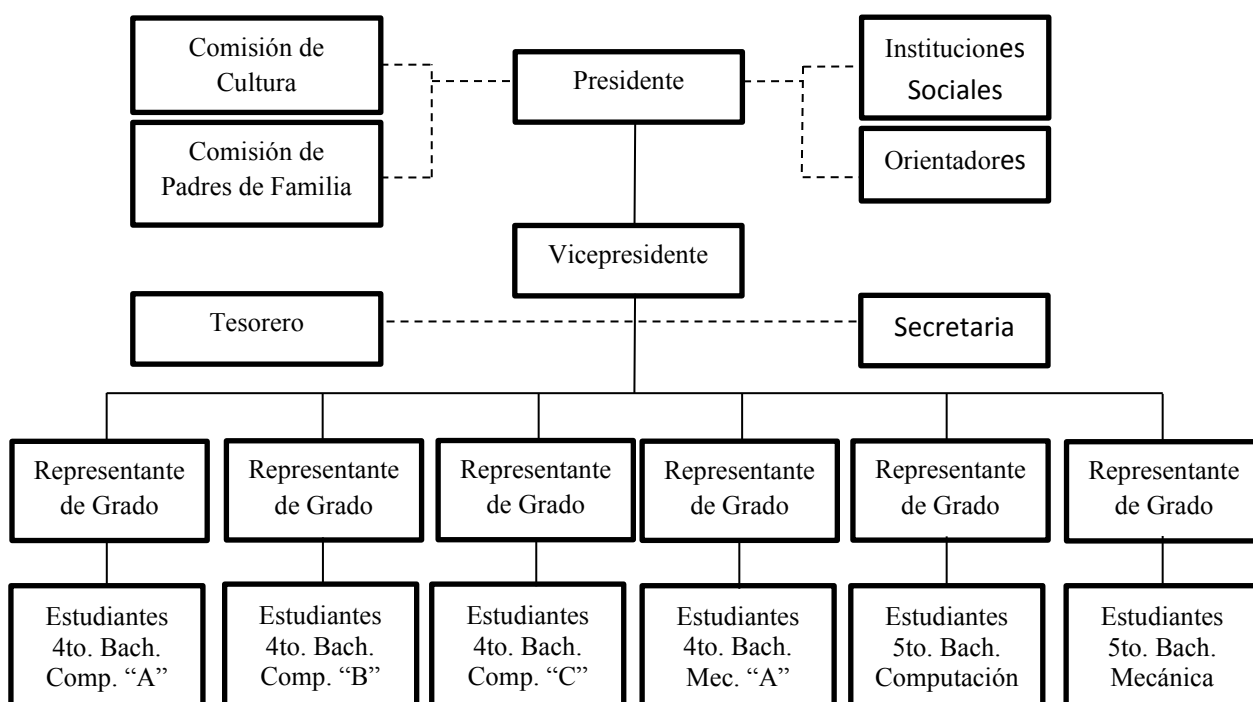 Comisión de
Cultura
Presidente
Instituciones
Sociales
Comisión de
Padres de Familia
Orientadores
Vicepresidente
Tesorero
Secretaria
Representante
de Grado
Representante
de Grado
Representante
de Grado
Representante
de Grado
Representante
de Grado
Representante
de Grado
Estudiantes
4to. Bach.
Comp. “A”
Estudiantes
4to. Bach.
Comp. “B”
Estudiantes
4to. Bach.
Comp. “C”
Estudiantes
4to. Bach.
Mec. “A”
Estudiantes
5to. Bach.
Computación
Estudiantes
5to. Bach.
Mecánica